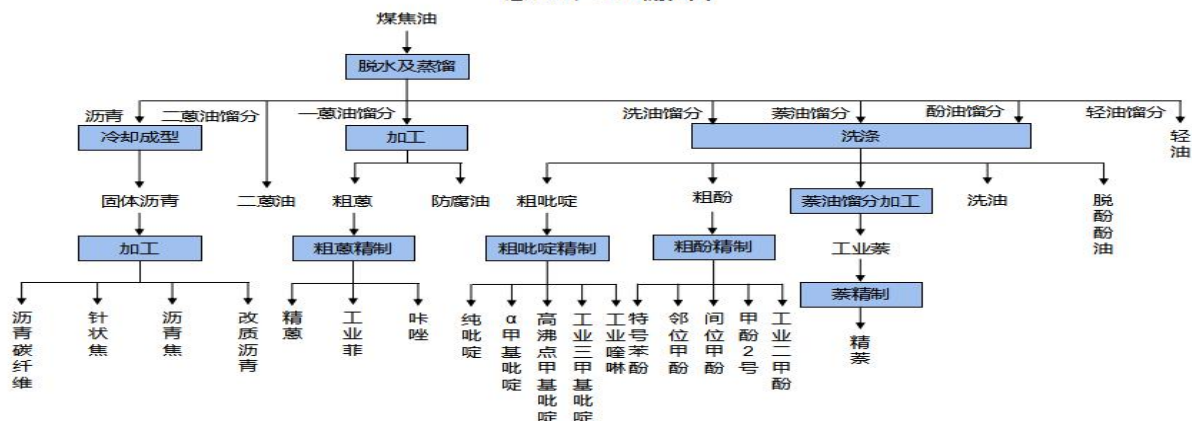 煤焦油
脱水及蒸馏
沥青
二蒽油馏分
一蒽油馏分
洗油馏分
萘油馏分
酚油馏分
轻油馏分
冷却成型
加工
洗涤
轻油
固体沥青
二蒽油
粗蒽
防腐油
粗吡啶
粗酚
萘油馏分加工
洗油
脱酚酚油
加工
粗蒽精制
粗吡啶精制
粗酚精制
工业萘
萘精制
沥青碳纤维
针状焦
沥青焦
改质沥青
精蒽
工业菲
咔唑
纯吡啶
α甲基吡啶
高沸点甲基吡啶
工业三甲基吡啶
工业喹啉
特号苯酚
邻位甲酚
间位甲酚
甲酚2号
工业二甲酚
精萘